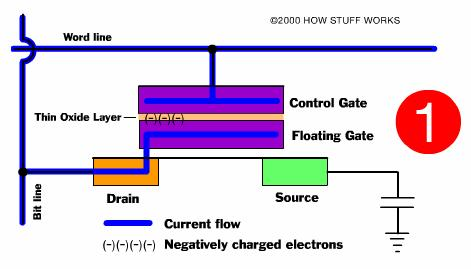 ©2000 HOW STUFF WORKS
Word line
Control Gate
Thin Oxide Layer
(-)(-)(-)
1
Floating Gate
Bit line
Drain
Source
Current flow
(-)(-)(-)(-) Negatively charged electrons